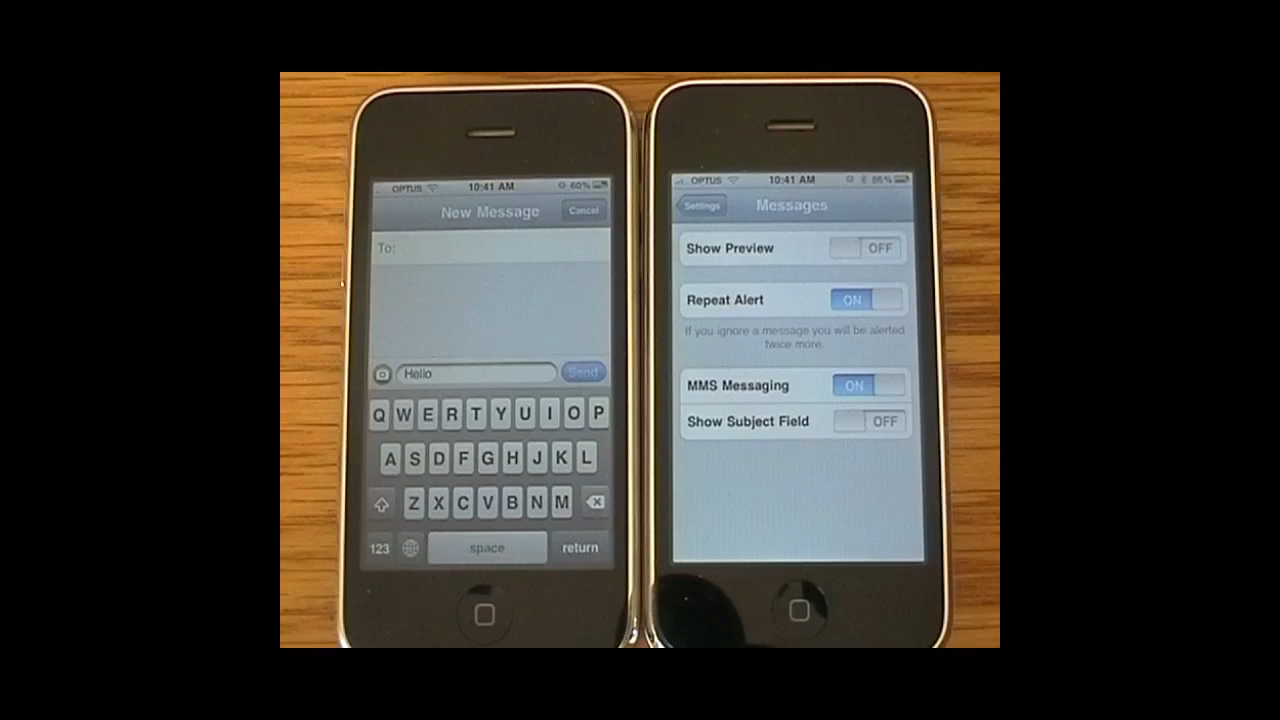 OPTUS 10:41 AM 60%
New Message Cancel
To:
Hello Send
Q W E R T Y U I O P
A S D F G H J K L
Z X C V B N M
123 space return
OPTUS 10:41 AM 86%
Settings Messages
Show Preview OFF
Repeat Alert ON
If you ignore a message you will be alerted
twice more.
MMS Messaging ON
Show Subject Field OFF